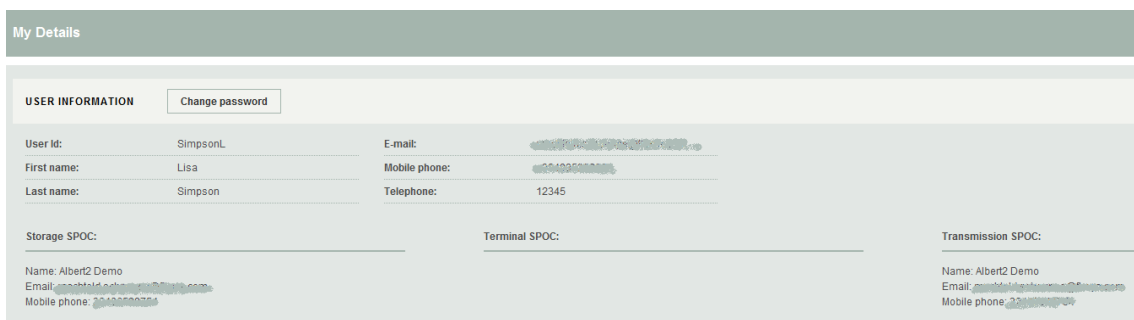 My Details
USER INFORMATION Change password
User Id: SimpsonL E-mail:
First name: Lisa Mobile phone:
Last name: Simpson Telephone: 12345
Storage SPOC: Terminal SPOC: Transmission SPOC:
Name: Albert2 Demo Name: Albert2 Demo
Email: Email:
Mobile phone: Mobile phone: